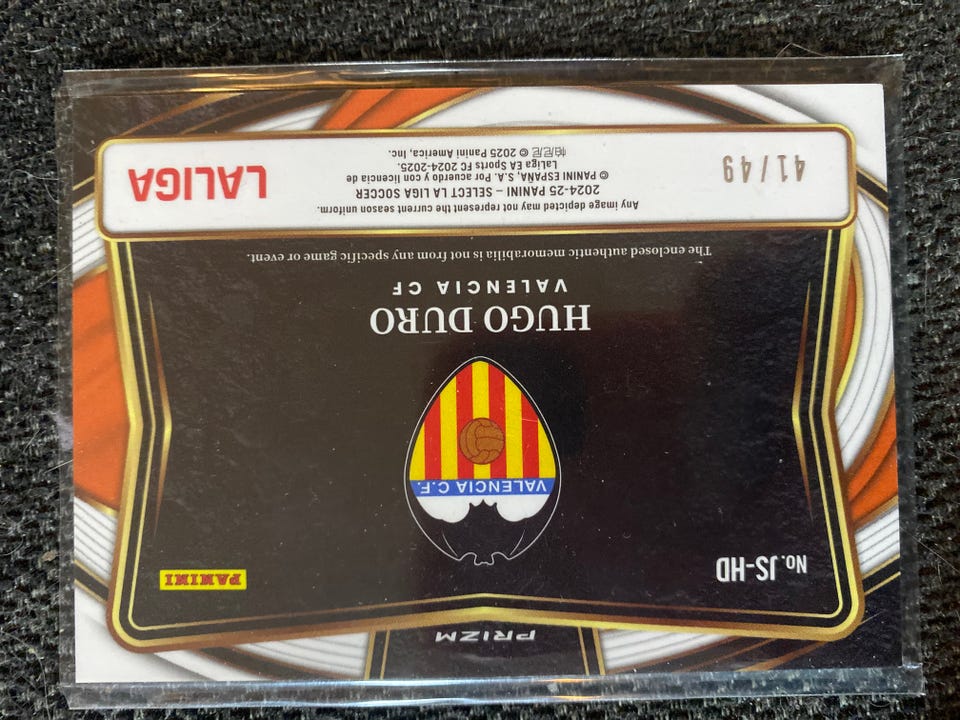 PRIZM
No. JS-HD
PANINI
VALENCIA C.F.
HUGO DURO
VALENCIA CF
The enclosed authentic memorabilia is not from any specific game or event.
41/49
Any image depicted may not represent the current season uniform.
2024-25 PANINI – SELECT LA LIGA SOCCER
© PANINI ESPAÑA, S.A. Por acuerdo y con licencia de
LaLiga EA Sports FC 2024-2025.
帕尼尼 © 2025 Panini America, Inc.
LALIGA